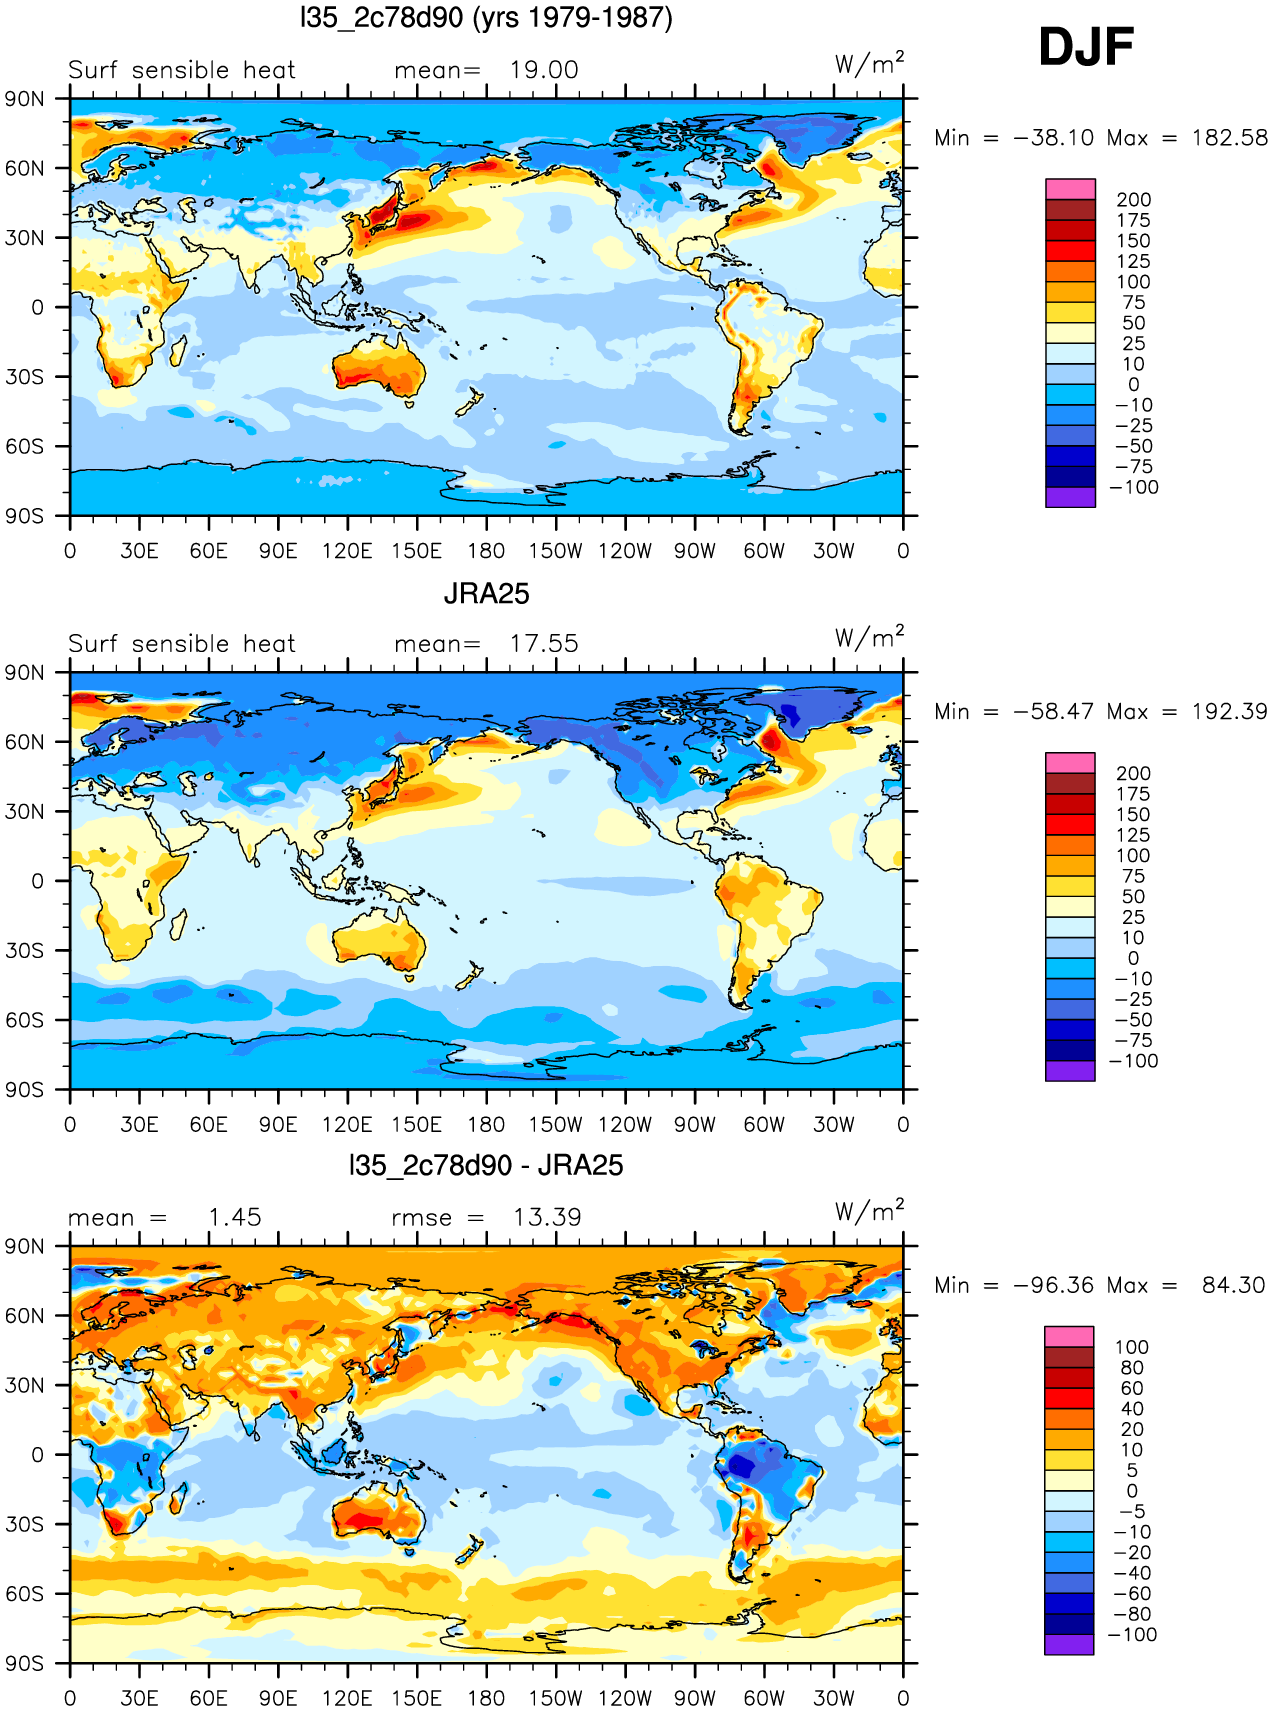 l35_2c78d90 (yrs 1979-1987)
DJF
Surf sensible heat mean= 19.00 W/m²
Min = −38.10 Max = 182.58
90N
60N
30N
0
30S
60S
90S
0 30E 60E 90E 120E 150E 180 150W 120W 90W 60W 30W 0
200
175
150
125
100
75
50
25
10
0
−10
−25
−50
−75
−100
JRA25
Surf sensible heat mean= 17.55 W/m²
Min = −58.47 Max = 192.39
90N
60N
30N
0
30S
60S
90S
0 30E 60E 90E 120E 150E 180 150W 120W 90W 60W 30W 0
200
175
150
125
100
75
50
25
10
0
−10
−25
−50
−75
−100
l35_2c78d90 - JRA25
mean = 1.45 rmse = 13.39 W/m²
Min = −96.36 Max = 84.30
90N
60N
30N
0
30S
60S
90S
0 30E 60E 90E 120E 150E 180 150W 120W 90W 60W 30W 0
100
80
60
40
20
10
5
0
−5
−10
−20
−40
−60
−80
−100